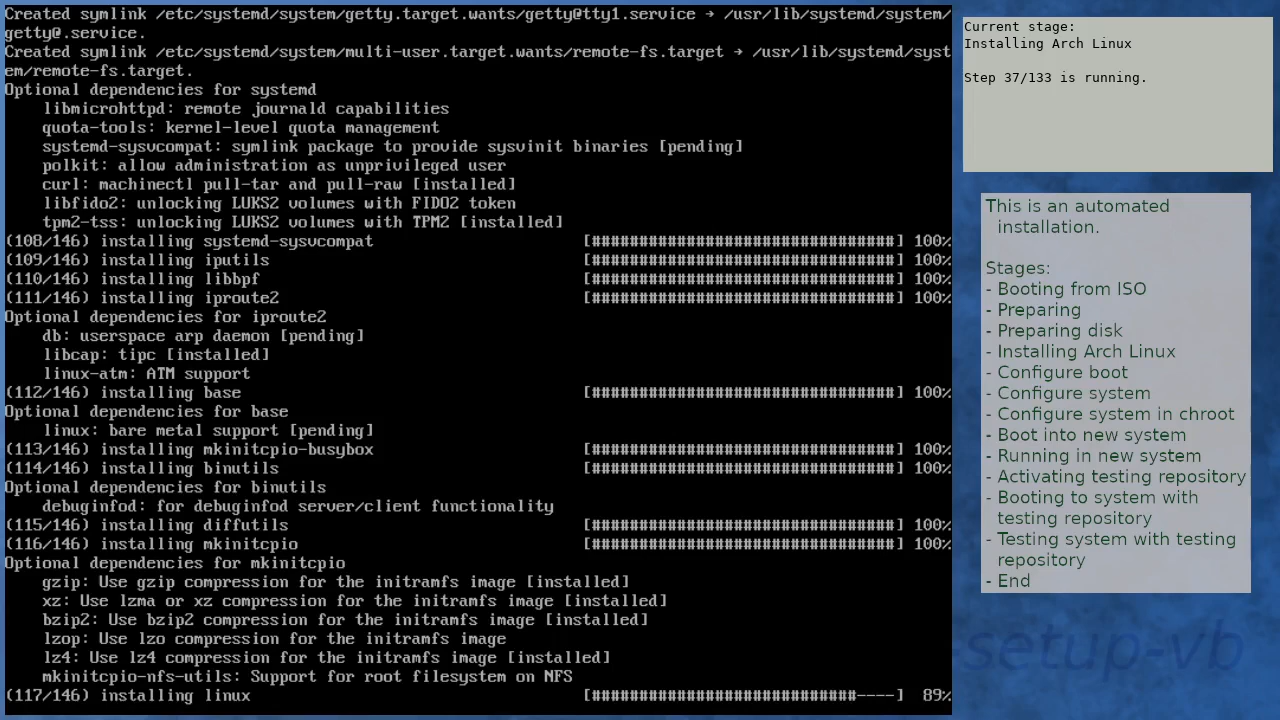 Created symlink /etc/systemd/system/getty.target.wants/getty@tty1.service → /usr/lib/systemd/system/
getty@.service.
Created symlink /etc/systemd/system/multi-user.target.wants/remote-fs.target → /usr/lib/systemd/syst
em/remote-fs.target.
Optional dependencies for systemd
    libmicrohttpd: remote journald capabilities
    quota-tools: kernel-level quota management
    systemd-sysvcompat: symlink package to provide sysvinit binaries [pending]
    polkit: allow administration as unprivileged user
    curl: machinectl pull-tar and pull-raw [installed]
    libfido2: unlocking LUKS2 volumes with FIDO2 token
    tpm2-tss: unlocking LUKS2 volumes with TPM2 [installed]
(108/146) installing systemd-sysvcompat [################################] 100%
(109/146) installing iputils [################################] 100%
(110/146) installing libbpf [################################] 100%
(111/146) installing iproute2 [################################] 100%
Optional dependencies for iproute2
    db: userspace arp daemon [pending]
    libcap: tipc [installed]
    linux-atm: ATM support
(112/146) installing base [################################] 100%
Optional dependencies for base
    linux: bare metal support [pending]
(113/146) installing mkinitcpio-busybox [################################] 100%
(114/146) installing binutils [################################] 100%
Optional dependencies for binutils
    debuginfod: for debuginfod server/client functionality
(115/146) installing diffutils [################################] 100%
(116/146) installing mkinitcpio [################################] 100%
Optional dependencies for mkinitcpio
    gzip: Use gzip compression for the initramfs image [installed]
    xz: Use lzma or xz compression for the initramfs image [installed]
    bzip2: Use bzip2 compression for the initramfs image [installed]
    lzop: Use lzo compression for the initramfs image
    lz4: Use lz4 compression for the initramfs image [installed]
    mkinitcpio-nfs-utils: Support for root filesystem on NFS
(117/146) installing linux [############################----] 89%
Current stage:
Installing Arch Linux
Step 37/133 is running.
This is an automated
installation.
Stages:
- Booting from ISO
- Preparing
- Preparing disk
- Installing Arch Linux
- Configure boot
- Configure system
- Configure system in chroot
- Boot into new system
- Running in new system
- Activating testing repository
- Booting to system with
testing repository
- Testing system with testing
repository
- End
-setup-vb